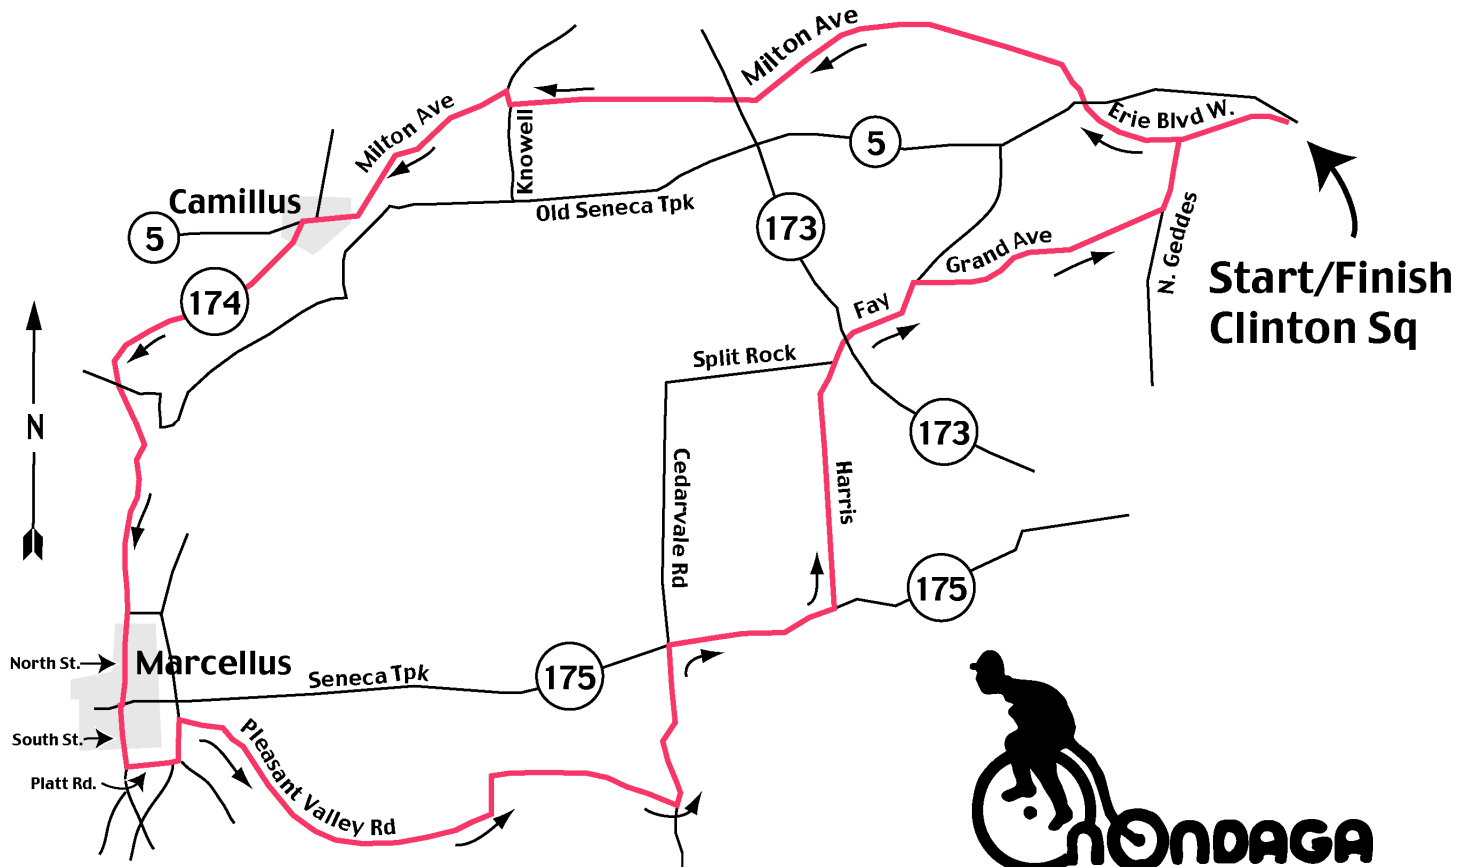 Milton Ave
Milton Ave
Erie Blvd W.
Knowell
5
Camillus
Old Seneca Tpk
5
173
N. Geddes
Grand Ave
Start/Finish
Clinton Sq
174
Fay
Split Rock
N
173
Cedarvale Rd
Harris
175
North St.
Marcellus
Seneca Tpk
175
South St.
Pleasant Valley Rd
Platt Rd.
ONONDAGA